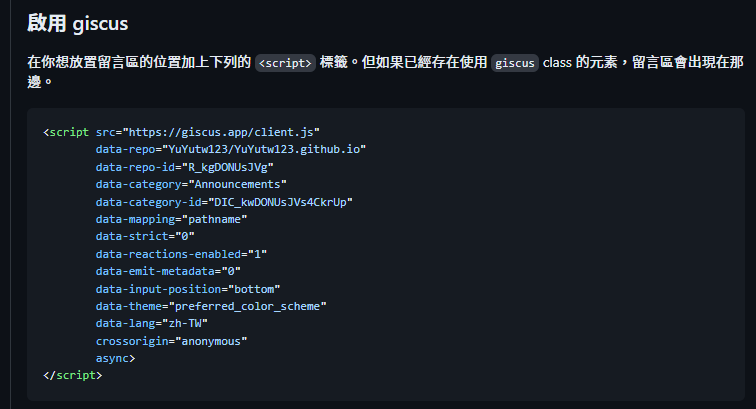 啟用 giscus
在你想放置留言區的位置加上下列的 <script> 標籤。但如果已經存在使用 giscus class 的元素，留言區會出現在那
邊。
<script src="https://giscus.app/client.js"
data-repo="YuYutw123/YuYutw123.github.io"
data-repo-id="R_kgDONUsJVg"
data-category="Announcements"
data-category-id="DIC_kwDONUsJVs4CkrUp"
data-mapping="pathname"
data-strict="0"
data-reactions-enabled="1"
data-emit-metadata="0"
data-input-position="bottom"
data-theme="preferred_color_scheme"
data-lang="zh-TW"
crossorigin="anonymous"
async>
</script>